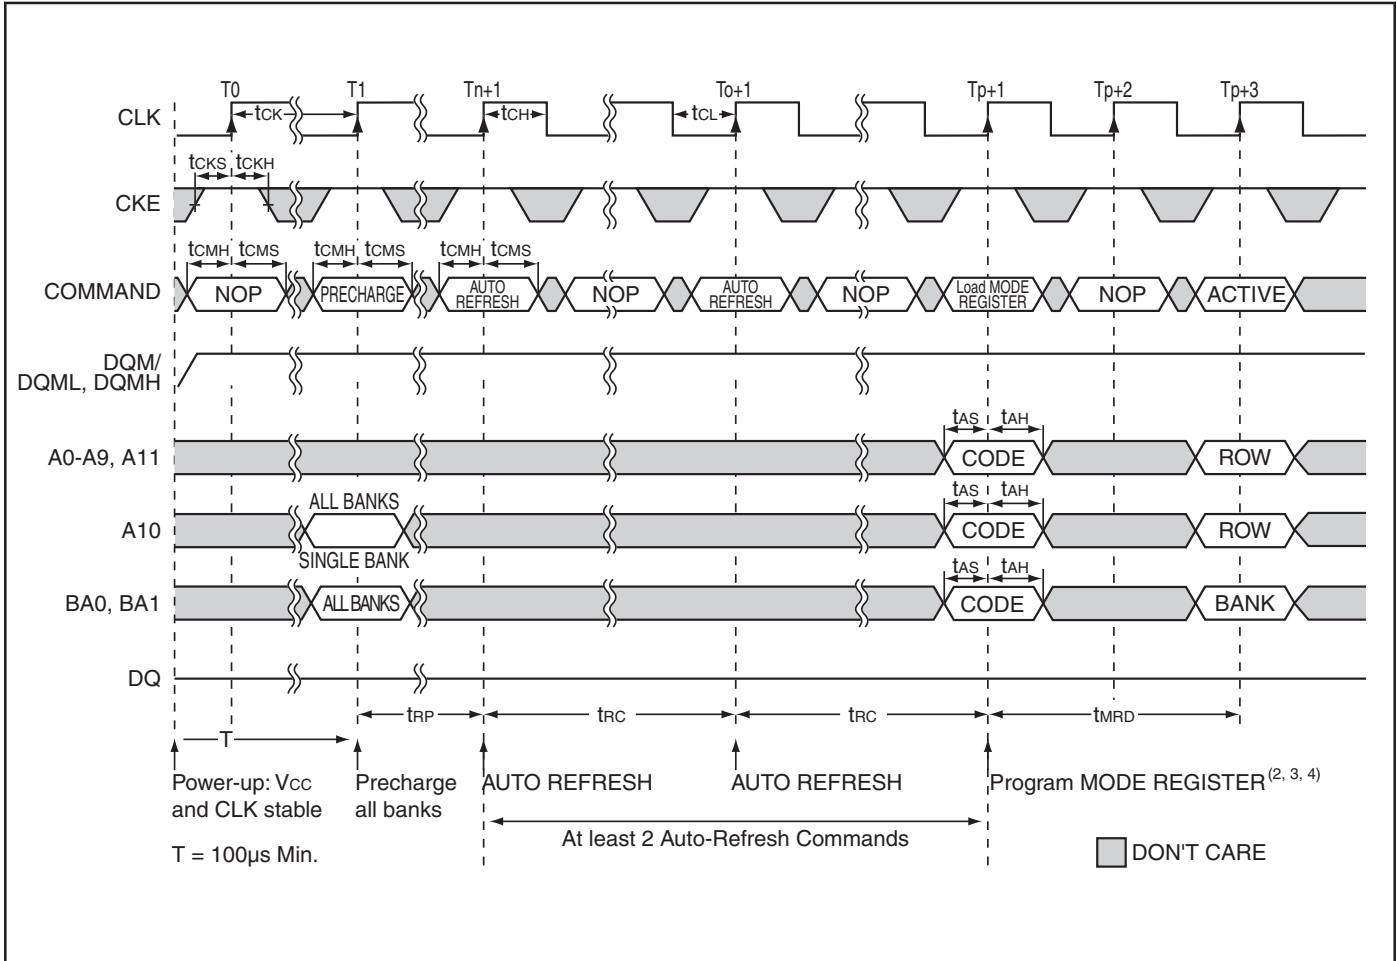 T0 T1 Tn+1 To+1 Tp+1 Tp+2 Tp+3
CLK tCK tCH tCL
tCKS tCKH
CKE
tCMH tCMS tCMH tCMS tCMH tCMS
COMMAND NOP PRECHARGE AUTO REFRESH NOP AUTO REFRESH NOP Load MODE REGISTER NOP ACTIVE
DQM/
DQML, DQMH
tAS tAH
A0-A9, A11 CODE ROW
ALL BANKS tAS tAH
A10 CODE ROW
SINGLE BANK tAS tAH
BA0, BA1 ALL BANKS CODE BANK
DQ
tRP tRC tRC tMRD
T
Power-up: VCC
and CLK stable
Precharge
all banks
AUTO REFRESH
AUTO REFRESH
Program MODE REGISTER(2, 3, 4)
At least 2 Auto-Refresh Commands
T = 100µs Min.
DON'T CARE